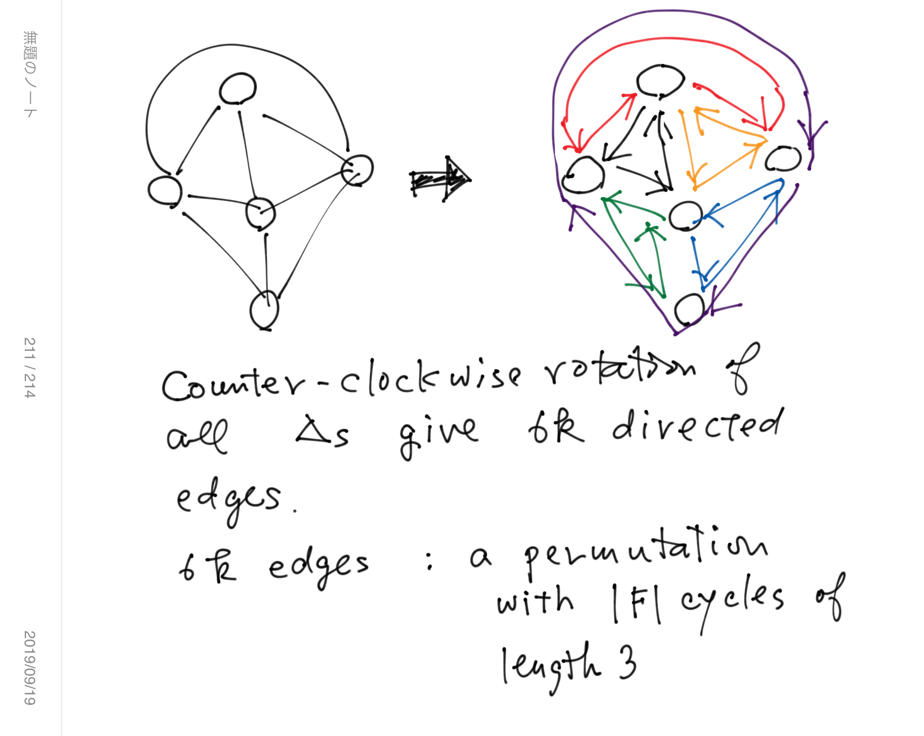 無題のノート
211 / 214
2019/09/19
Counter-clockwise rotation of
all Δs give 6k directed
edges.
6k edges : a permutation
with |F| cycles of
length 3